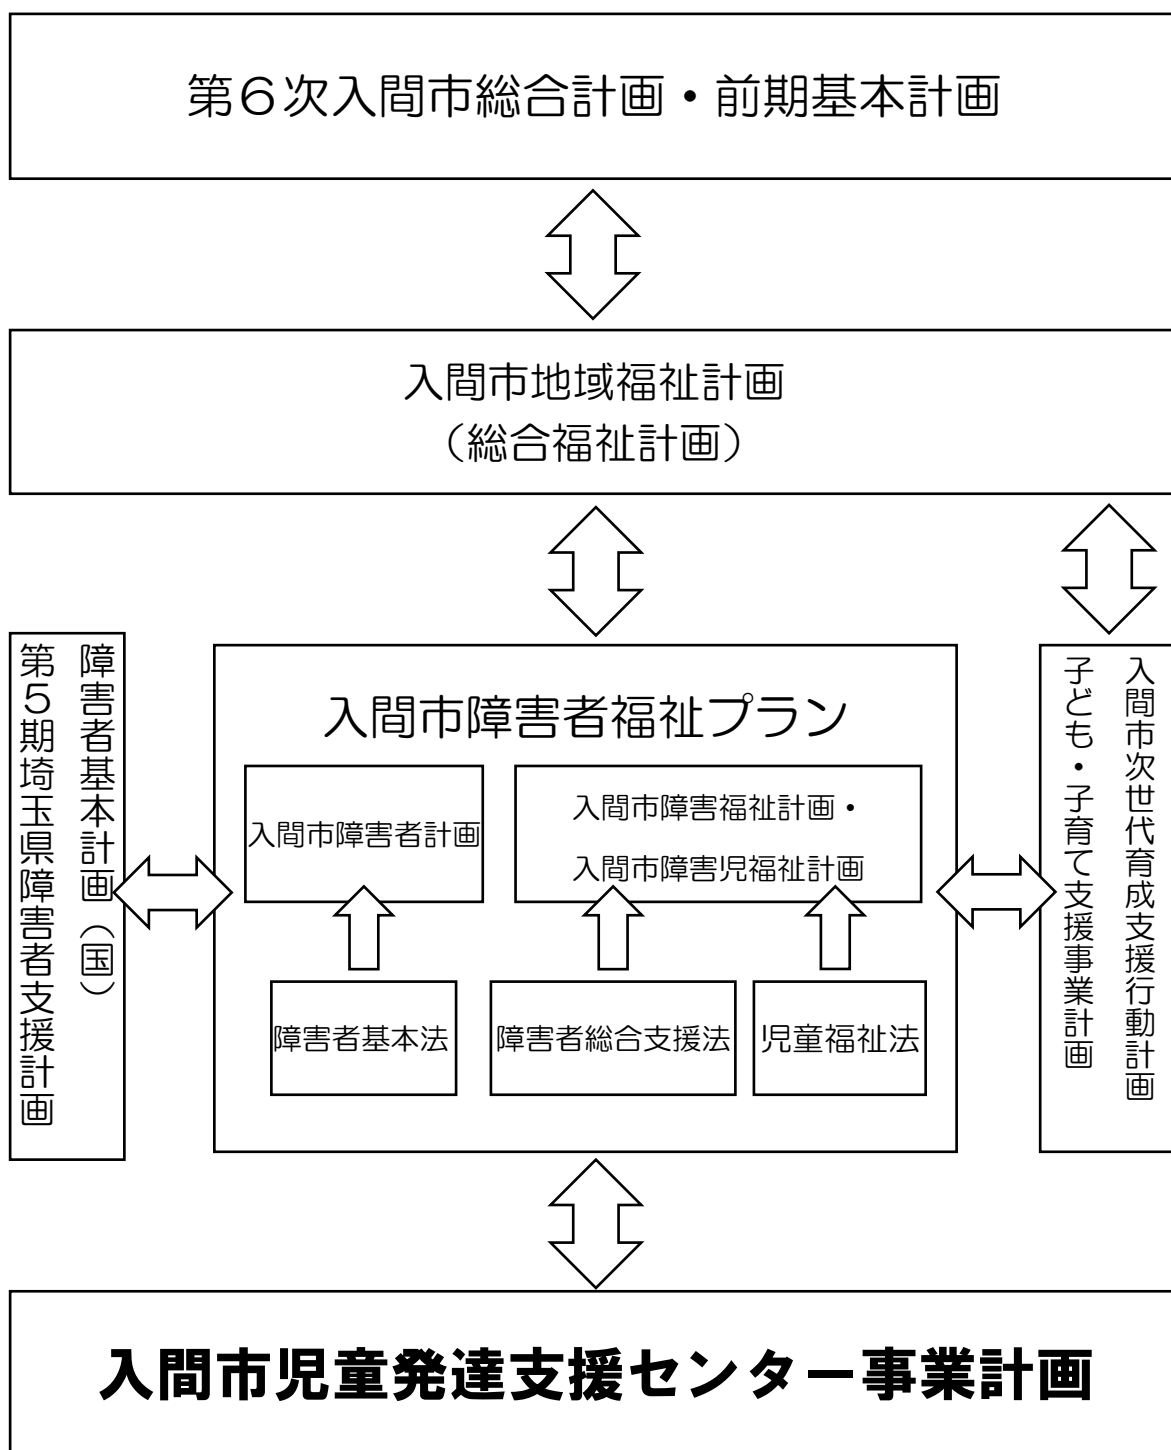 第６次入間市総合計画・前期基本計画
入間市地域福祉計画
（総合福祉計画）
障害者基本計画（国）
第５期埼玉県障害者支援計画
入間市障害者福祉プラン
入間市障害者計画
入間市障害福祉計画・
入間市障害児福祉計画
障害者基本法
障害者総合支援法
児童福祉法
入間市次世代育成支援行動計画
子ども・子育て支援事業計画
入間市児童発達支援センター事業計画